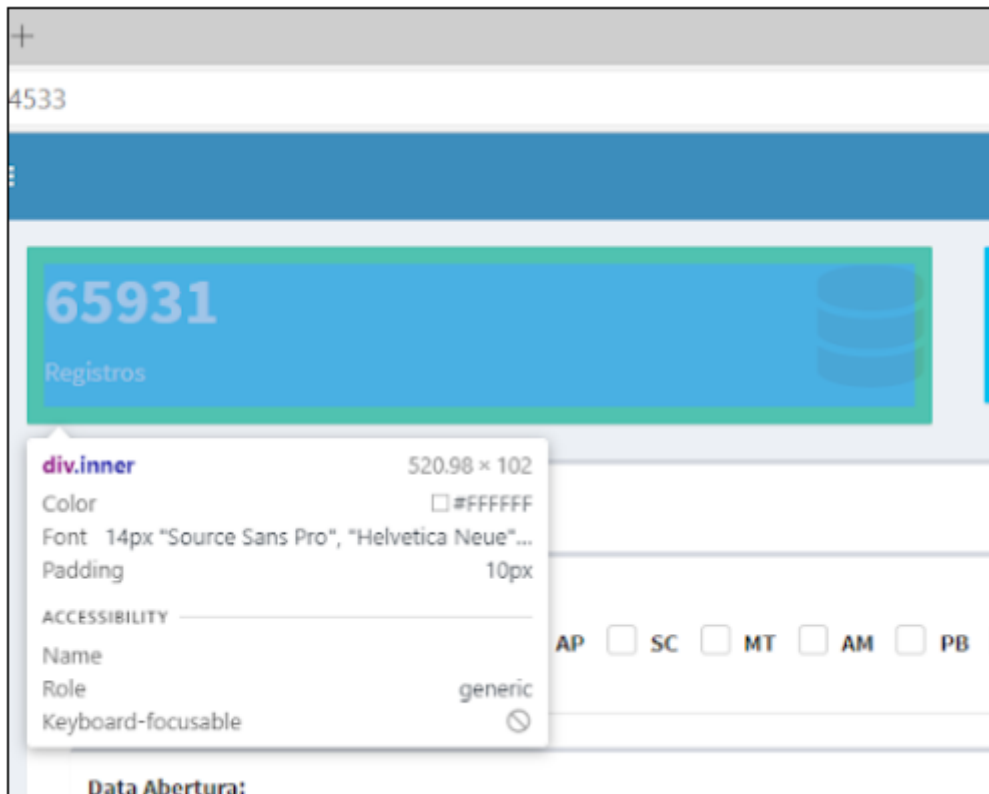 +
4533
65931
Registros
div.inner 520.98 × 102
Color #FFFFFF
Font 14px "Source Sans Pro", "Helvetica Neue"...
Padding 10px
ACCESSIBILITY
Name
Role generic
Keyboard-focusable
AP SC MT AM PB
Data Abertura: